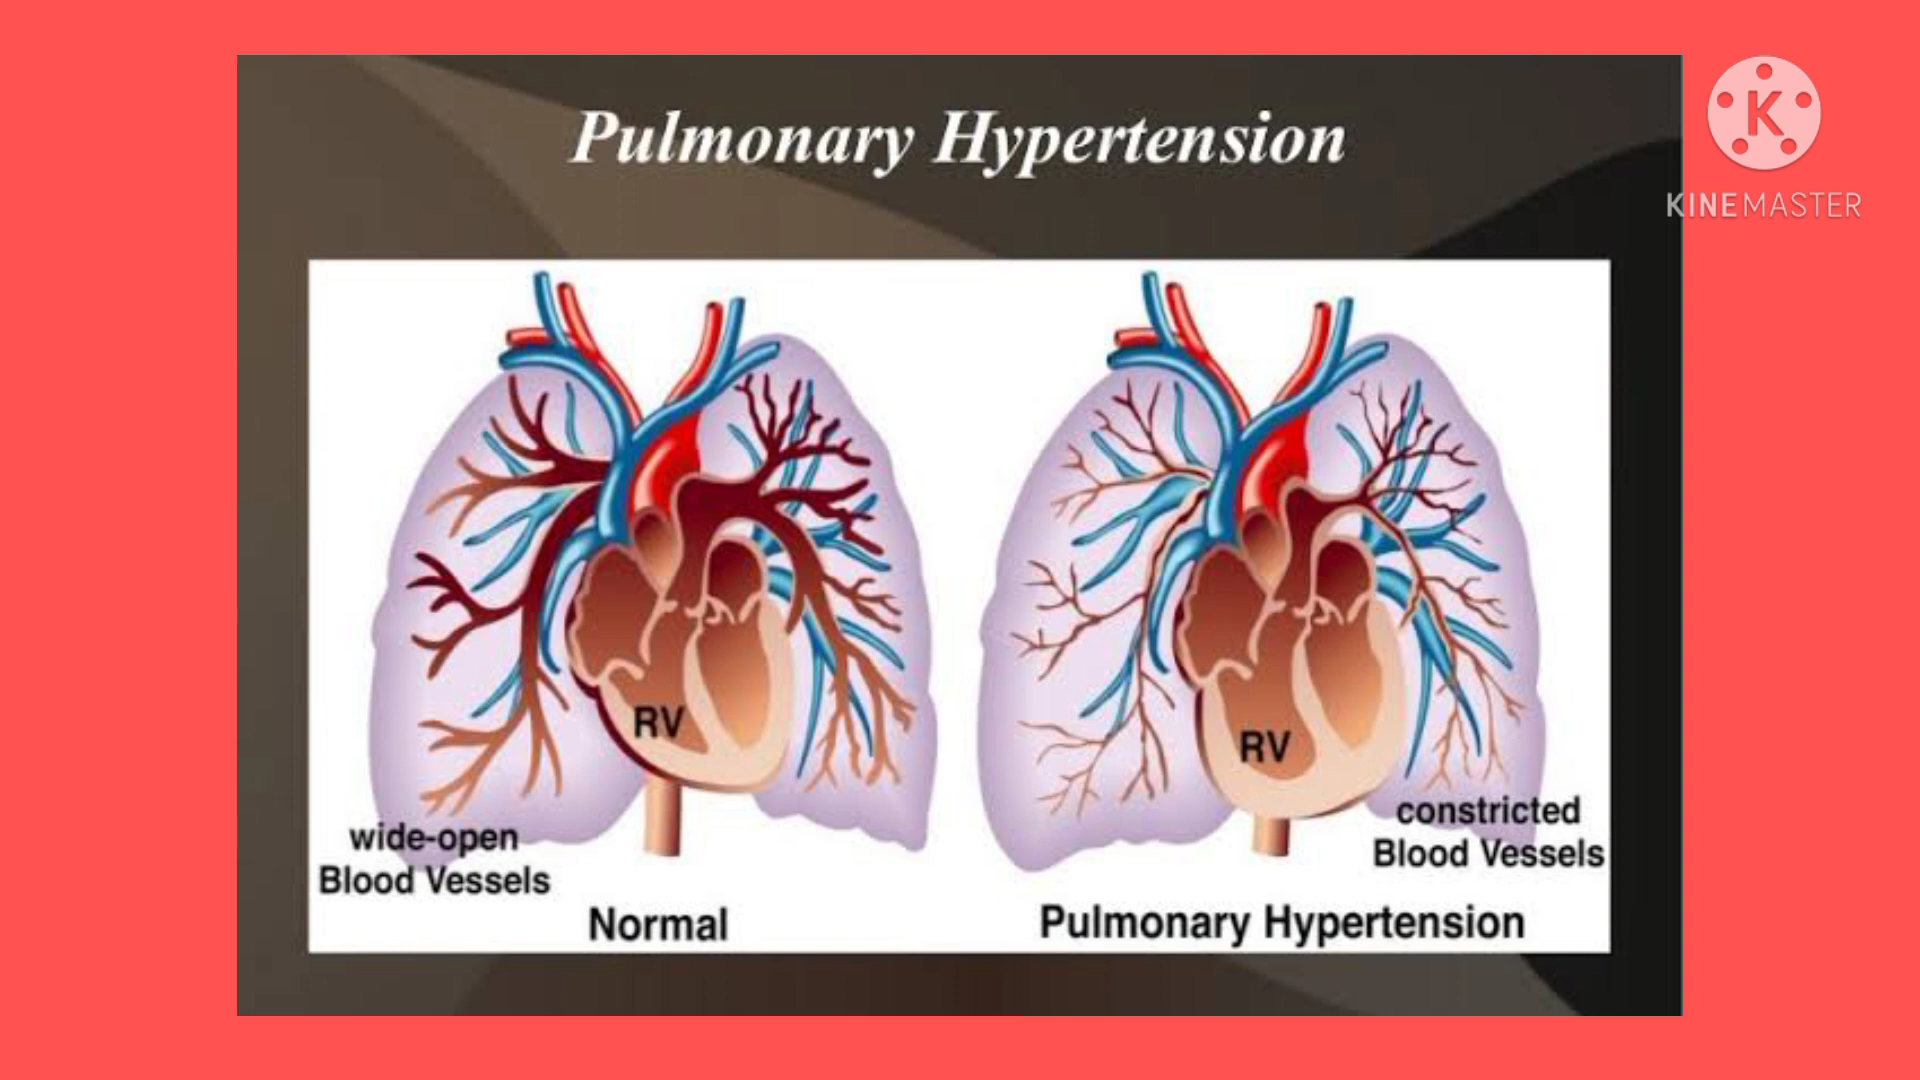 Pulmonary Hypertension
K
KINEMASTER
RV
wide-open
Blood Vessels
Normal
RV
constricted
Blood Vessels
Pulmonary Hypertension